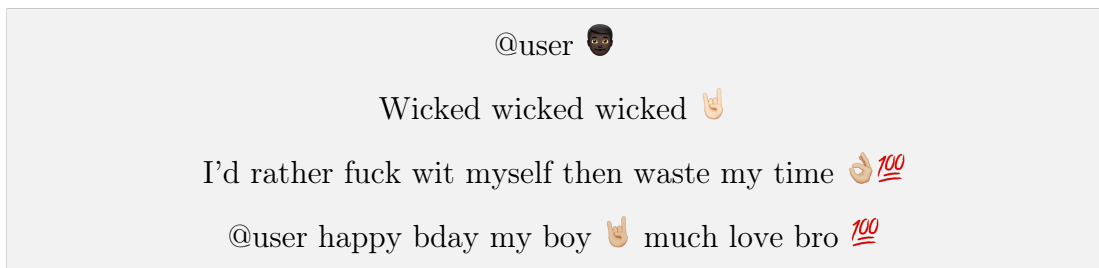 @user 🧔🏿
Wicked wicked wicked 🤘🏻
I'd rather fuck wit myself then waste my time 👌🏼💯
@user happy bday my boy 🤘🏼 much love bro 💯